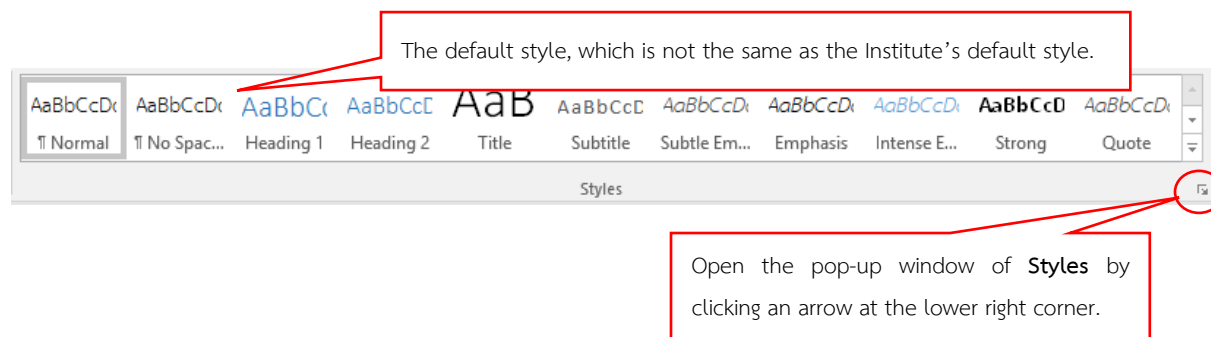 The default style, which is not the same as the Institute’s default style.
AaBbCcDc AaBbCcDc AaBbCc AaBbCcD AaB AaBbCcD AaBbCcDc AaBbCcDc AaBbCcDc AaBbCcD AaBbCcDc
¶ Normal ¶ No Spac... Heading 1 Heading 2 Title Subtitle Subtle Em... Emphasis Intense E... Strong Quote
Styles
Open the pop-up window of Styles by
clicking an arrow at the lower right corner.